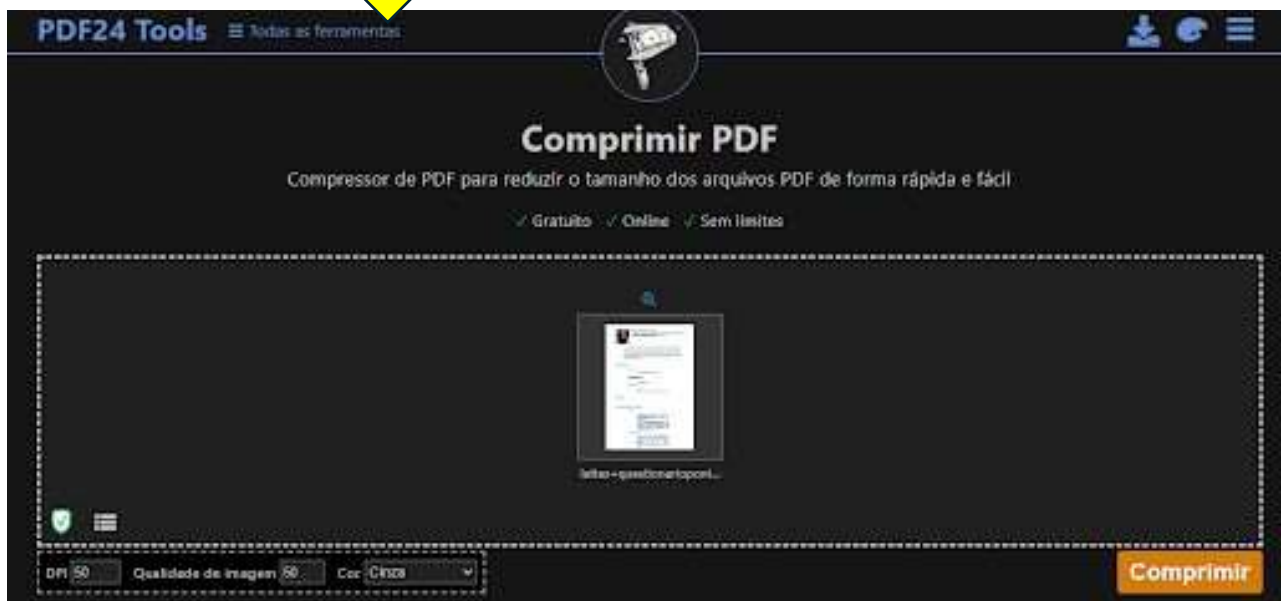 PDF24 Tools Todas as ferramentas
Comprimir PDF
Compressor de PDF para reduzir o tamanho dos arquivos PDF de forma rápida e fácil
✓ Gratuito ✓ Online ✓ Sem limites
DPI 50 Qualidade de imagem 50 Cor Cinza
Comprimir